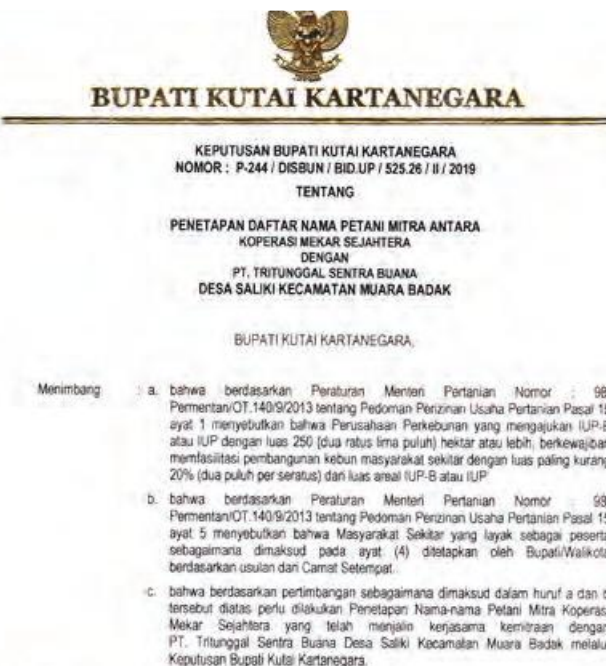 BUPATI KUTAI KARTANEGARA
KEPUTUSAN BUPATI KUTAI KARTANEGARA
NOMOR : P-244 / DISBUN / BID.UP / 525.26 / II / 2019
TENTANG
PENETAPAN DAFTAR NAMA PETANI MITRA ANTARA
KOPERASI MEKAR SEJAHTERA
DENGAN
PT. TRITUNGGAL SENTRA BUANA
DESA SALIKI KECAMATAN MUARA BADAK
BUPATI KUTAI KARTANEGARA,
Menimbang : a. bahwa berdasarkan Peraturan Menteri Pertanian Nomor : 98
Permentan/OT.140/9/2013 tentang Pedoman Perizinan Usaha Pertanian Pasal 15
ayat 1 menyebutkan bahwa Perusahaan Perkebunan yang mengajukan IUP-B
atau IUP dengan luas 250 (dua ratus lima puluh) hektar atau lebih, berkewajiban
memfasilitasi pembangunan kebun masyarakat sekitar dengan luas paling kurang
20% (dua puluh per seratus) dari luas areal IUP-B atau IUP
b. bahwa berdasarkan Peraturan Menteri Pertanian Nomor : 98
Permentan/OT.140/9/2013 tentang Pedoman Perizinan Usaha Pertanian Pasal 15
ayat 5 menyebutkan bahwa Masyarakat Sekitar yang layak sebagai peserta
sebagaimana dimaksud pada ayat (4) ditetapkan oleh Bupati/Walikota
berdasarkan usulan dari Camat Setempat.
c. bahwa berdasarkan pertimbangan sebagaimana dimaksud dalam huruf a dan b
tersebut diatas perlu dilakukan Penetapan Nama-nama Petani Mitra Koperasi
Mekar Sejahtera yang telah menjalin kerjasama kemitraan dengan
PT. Tritunggal Sentra Buana Desa Saliki Kecamatan Muara Badak melalui
Keputusan Bupati Kutai Kartanegara.